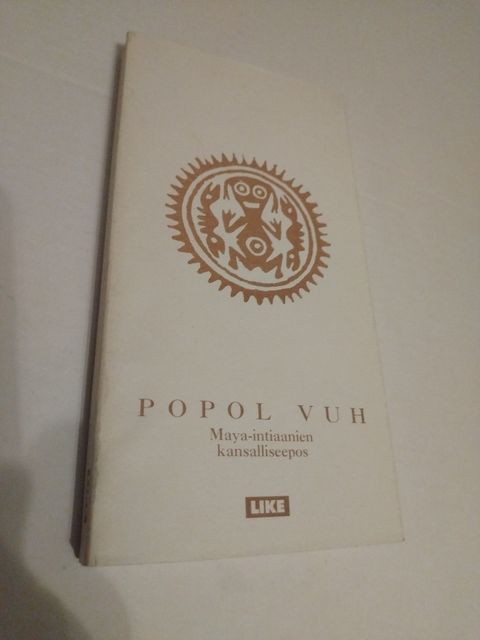 POPOL VUH
Maya-intiaanien
kansalliseepos
LIKE